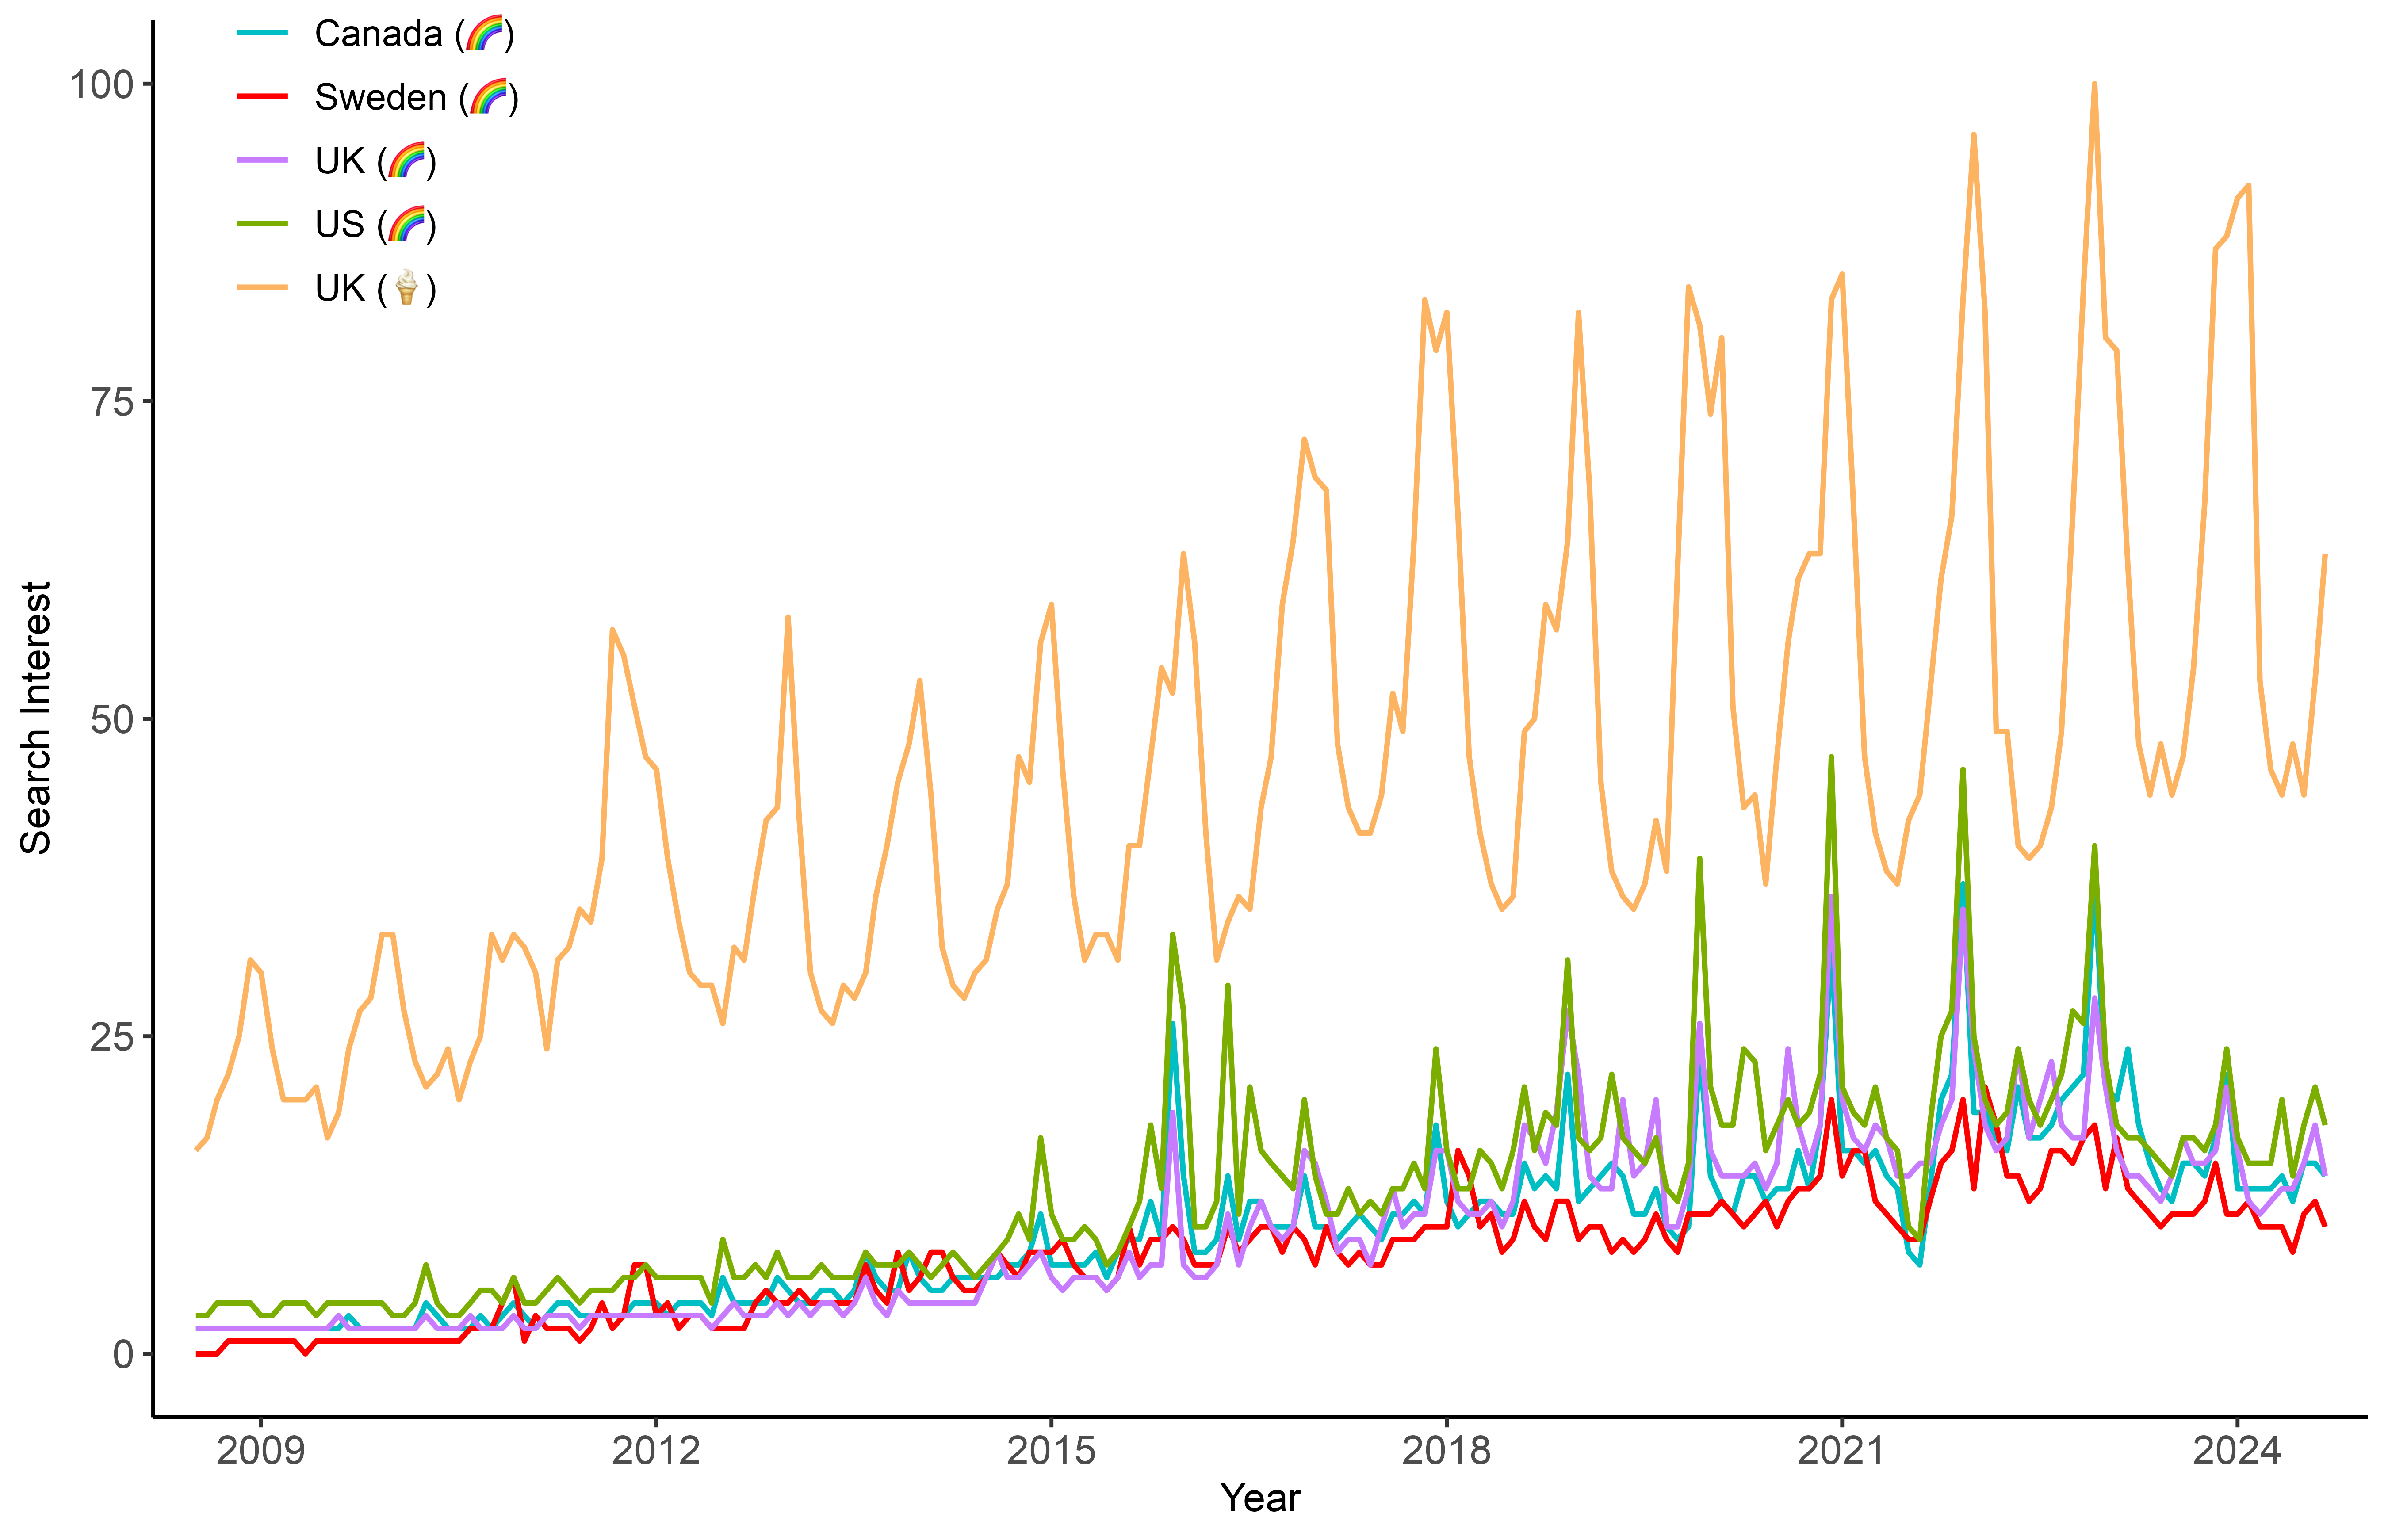 Canada (🌈)
Sweden (🌈)
UK (🌈)
US (🌈)
UK (🍦)
100
75
50
25
0
Search Interest
2009 2012 2015 2018 2021 2024
Year